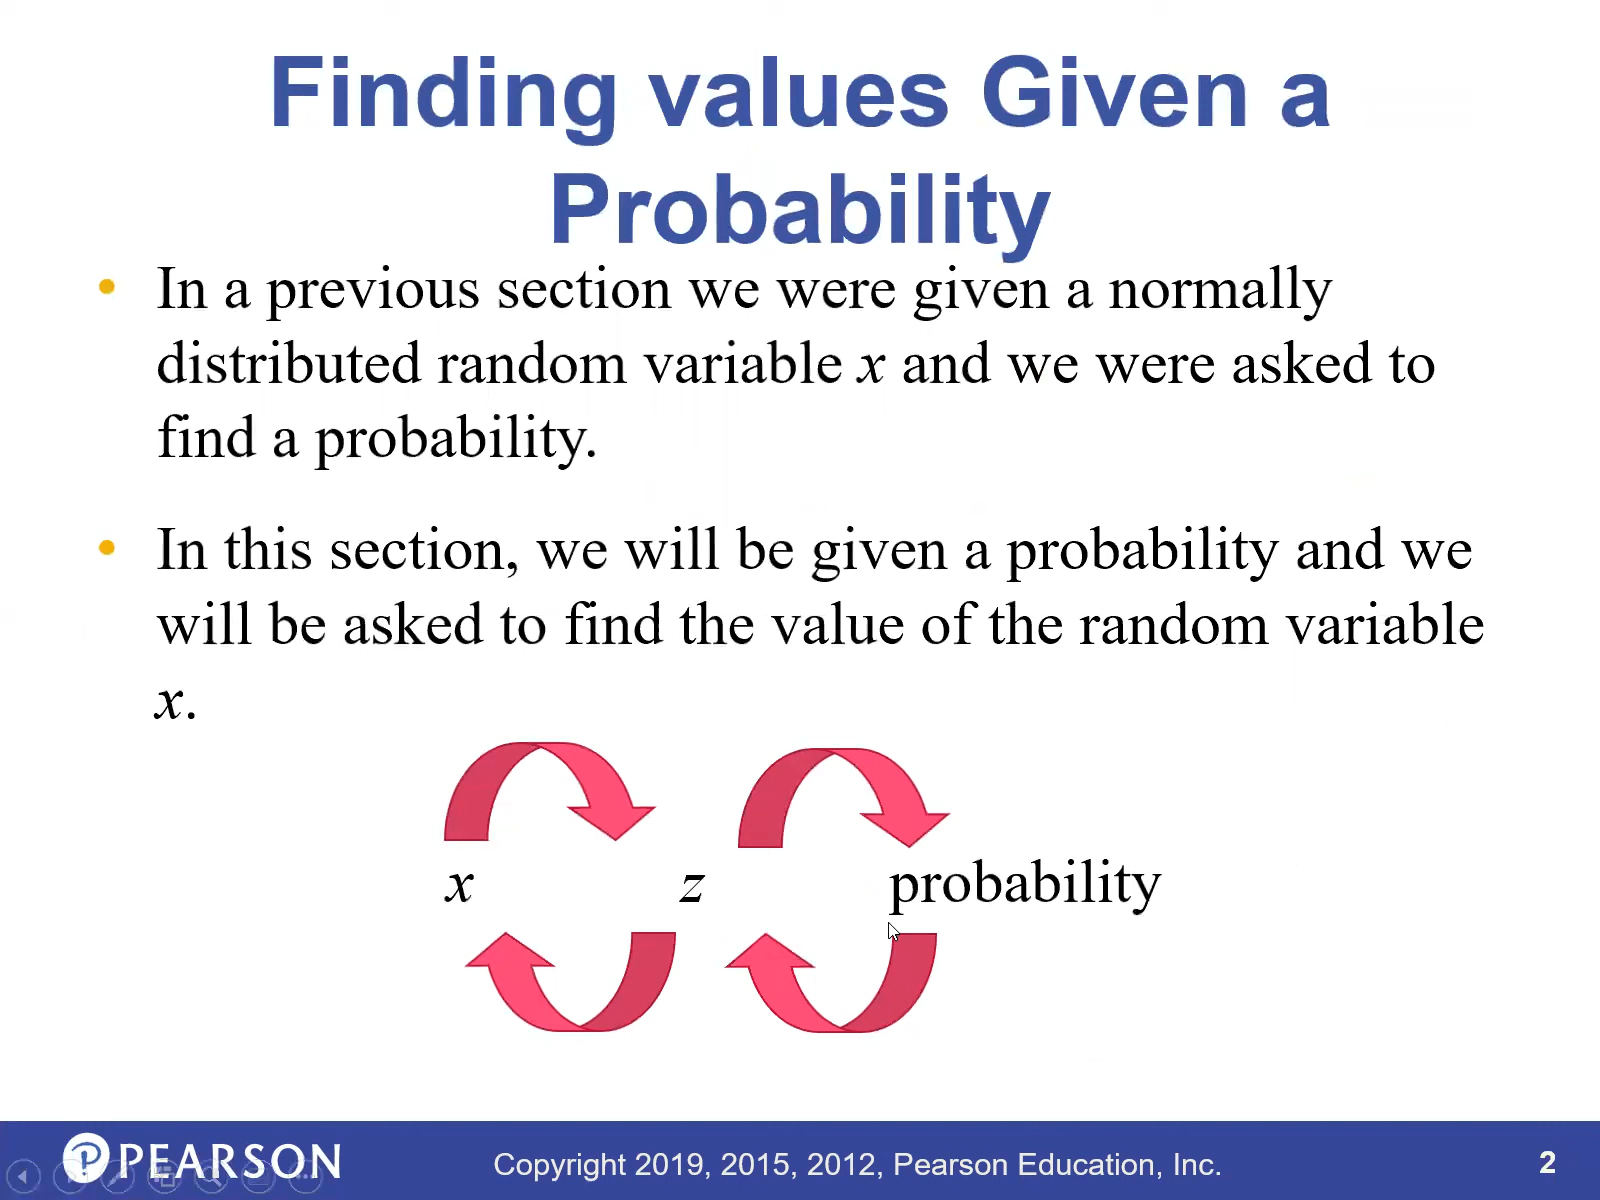 Finding values Given a
Probability
• In a previous section we were given a normally
distributed random variable x and we were asked to
find a probability.
• In this section, we will be given a probability and we
will be asked to find the value of the random variable
x.
x z probability
PEARSON
Copyright 2019, 2015, 2012, Pearson Education, Inc.
2